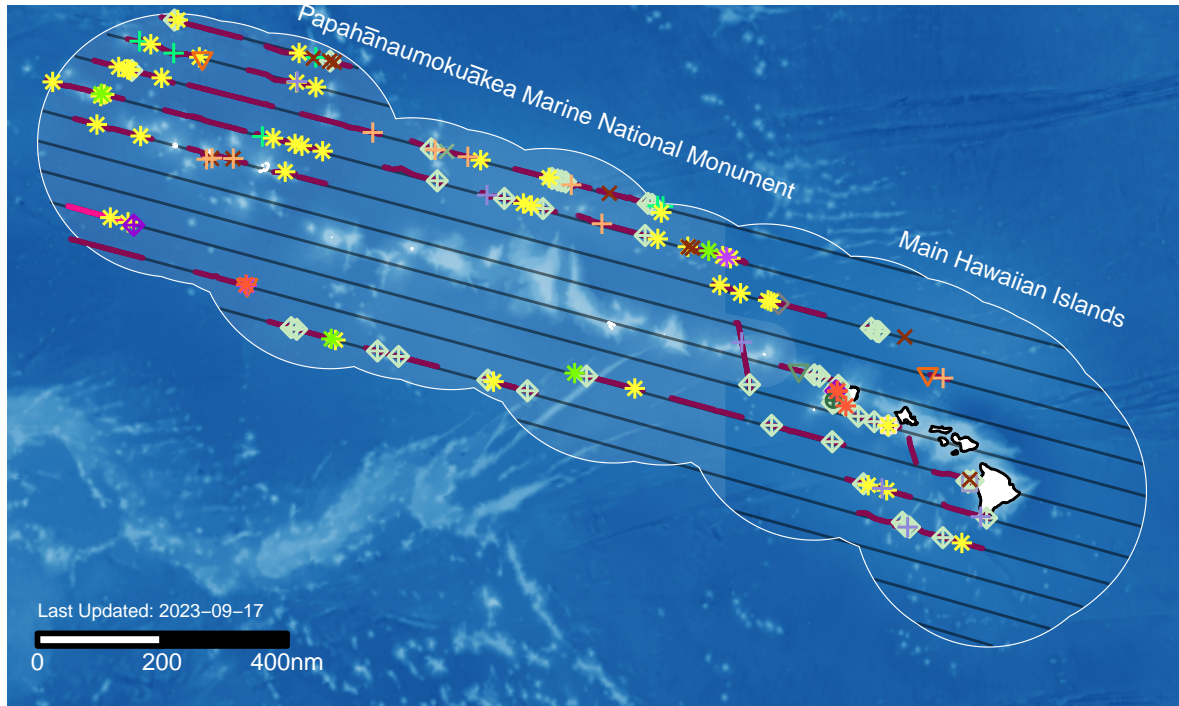 Papahānaumokuākea Marine National Monument
Main Hawaiian Islands
Last Updated: 2023−09−17
0 200 400nm